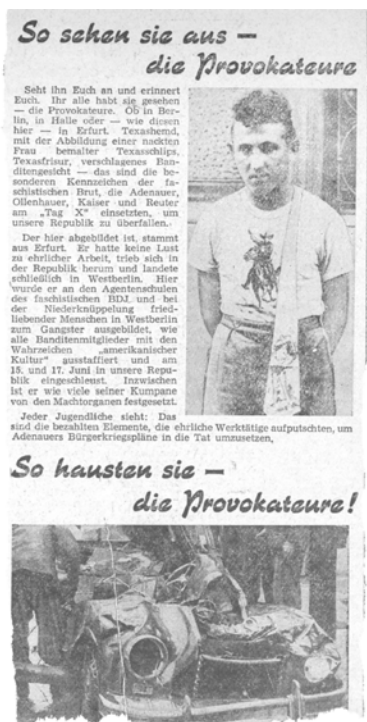 So sehen sie aus —
die Provokateure
Seht ihn Euch an und erinnert
Euch. Ihr alle habt sie gesehen
— die Provokateure. Ob in Ber-
lin, in Halle oder — wie diesen
hier — in Erfurt. Texashemd,
mit der Abbildung einer nackten
Frau bemalter Texasschlips,
Texasfrisur, verschlagenes Ban-
ditengesicht — das sind die be-
sonderen Kennzeichen der fa-
schistischen Brut, die Adenauer,
Ollenhauer, Kaiser und Reuter
am „Tag X" einsetzten, um
unsere Republik zu überfallen.
Der hier abgebildet ist, stammt
aus Erfurt. Er hatte keine Lust
zu ehrlicher Arbeit, trieb sich in
der Republik herum und landete
schließlich in Westberlin. Hier
wurde er an den Agentenschulen
des faschistischen BDJ und bei
der Niederknüppelung fried-
liebender Menschen in Westberlin
zum Gangster ausgebildet, wie
alle Banditenmitglieder mit den
Wahrzeichen „amerikanischer
Kultur" ausstaffiert und am
15. und 17. Juni in unsere Repu-
blik eingeschleust. Inzwischen
ist er wie viele seiner Kumpane
von den Machtorganen festgesetzt.
Jeder Jugendliche sieht: Das
sind die bezahlten Elemente, die ehrliche Werktätige aufputschten, um
Adenauers Bürgerkriegspläne in die Tat umzusetzen,
So hausten sie —
die Provokateure!